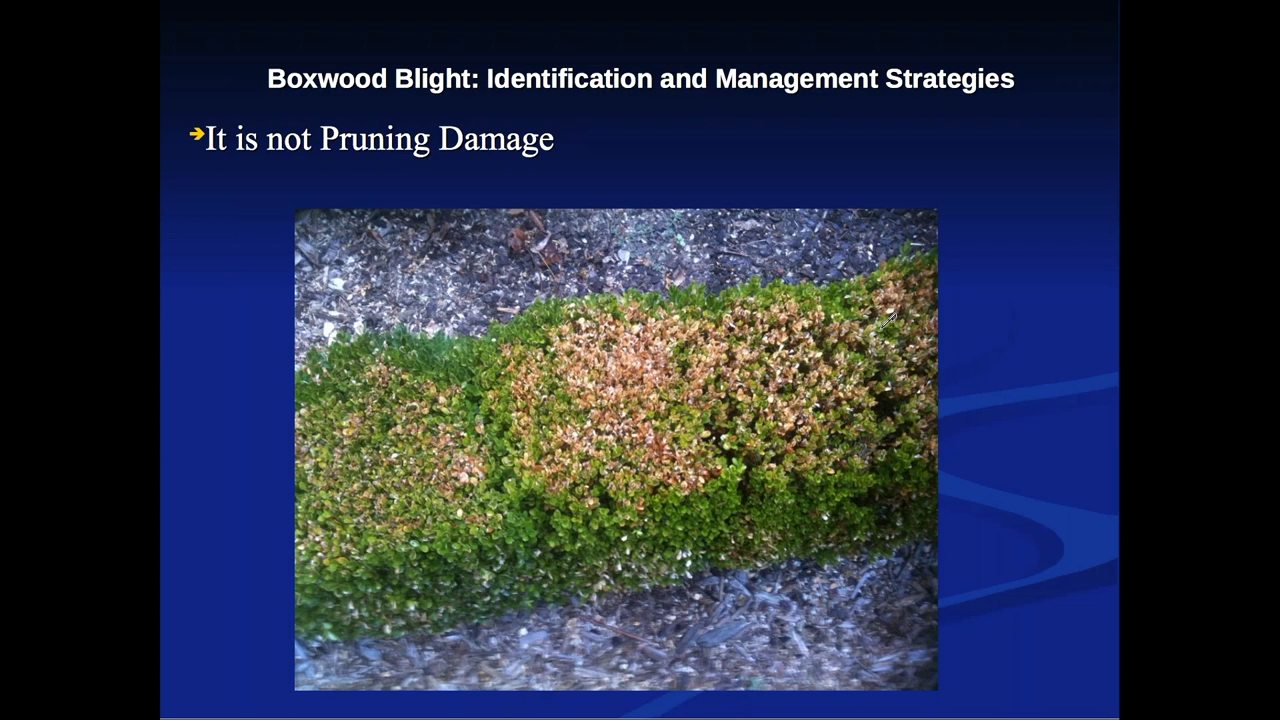 Boxwood Blight: Identification and Management Strategies
➔It is not Pruning Damage